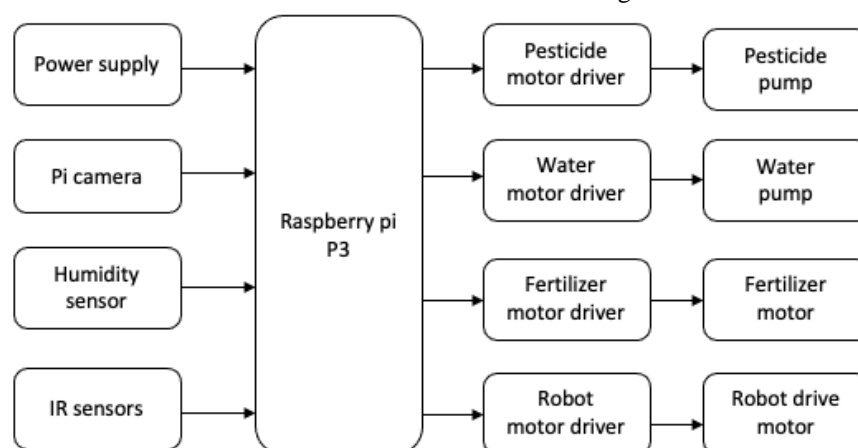 g
Power supply
Pi camera
Humidity
sensor
IR sensors
Raspberry pi
P3
Pesticide
motor driver
Water
motor driver
Fertilizer
motor driver
Robot
motor driver
Pesticide
pump
Water
pump
Fertilizer
motor
Robot drive
motor